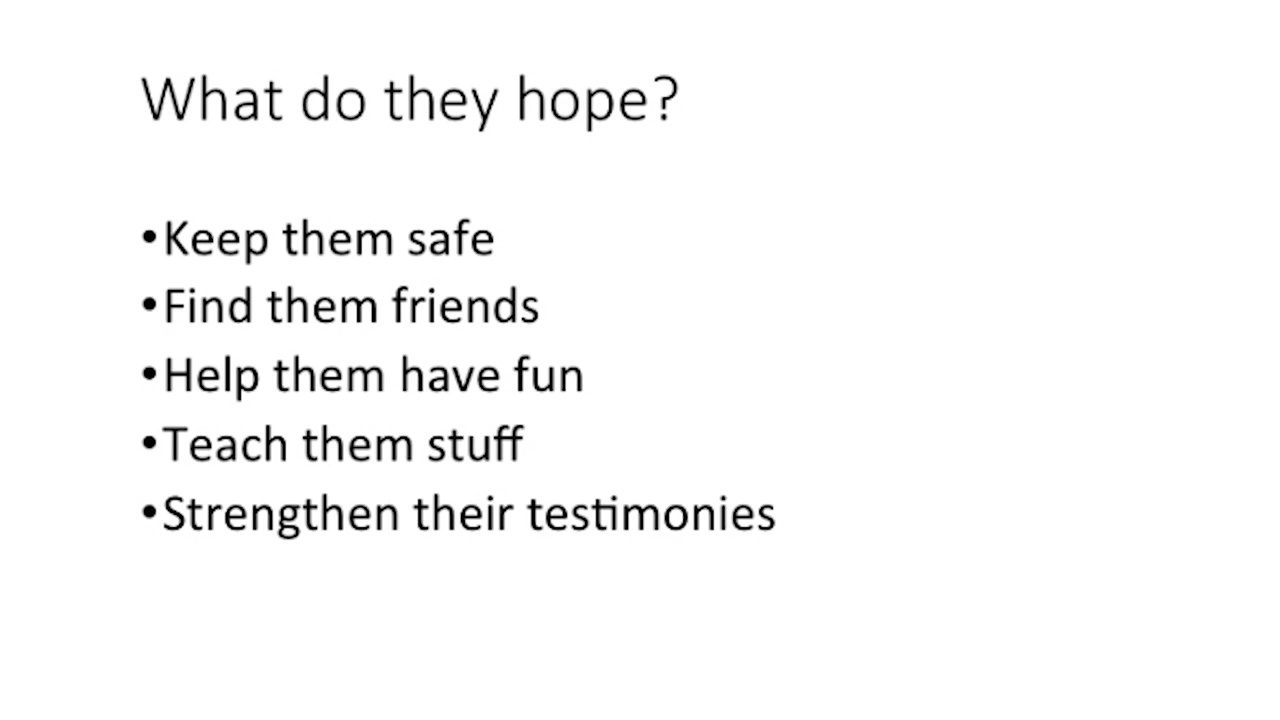 What do they hope?
•Keep them safe
•Find them friends
•Help them have fun
•Teach them stuff
•Strengthen their testimonies